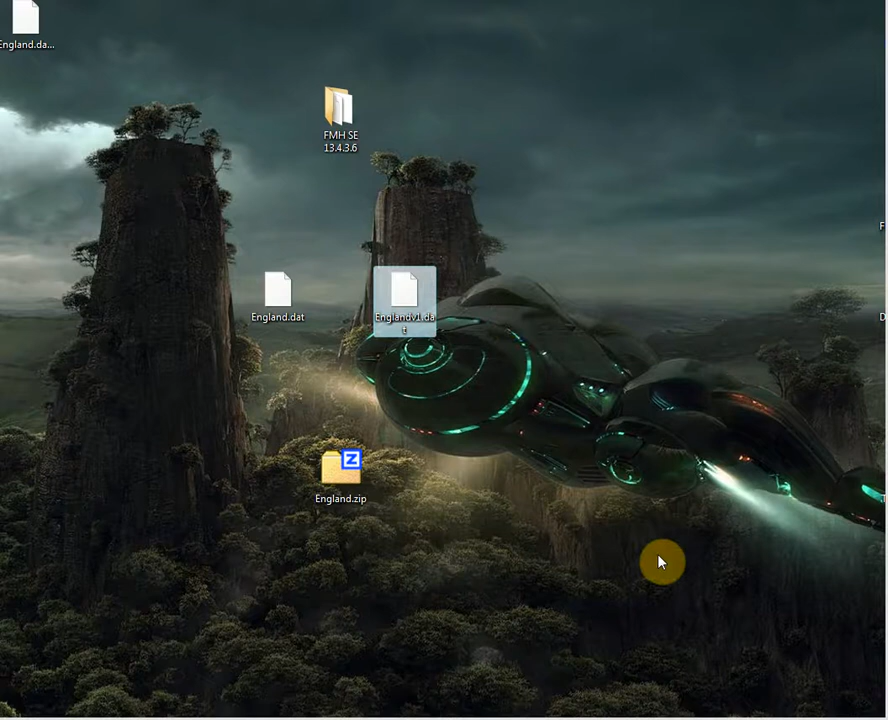 England.da...
FMH SE
13.4.3.6
F
England.dat
Englandv1.da
t
D
England.zip
T